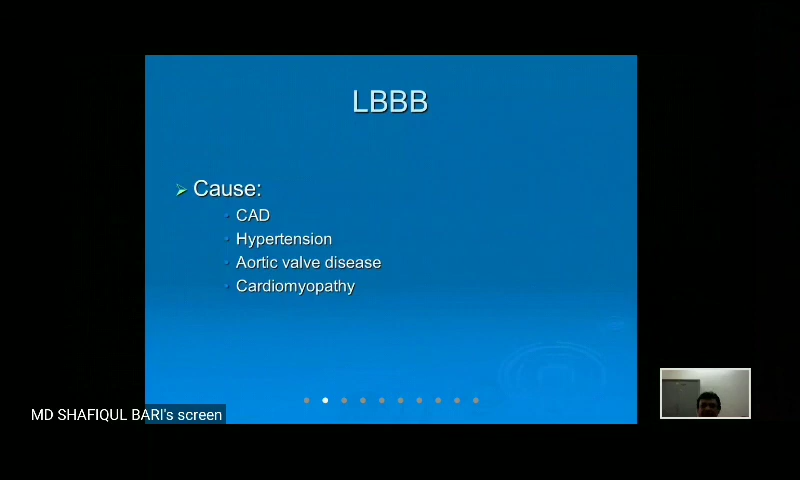 LBBB
Cause:
CAD
Hypertension
Aortic valve disease
Cardiomyopathy
MD SHAFIQUL BARI's screen